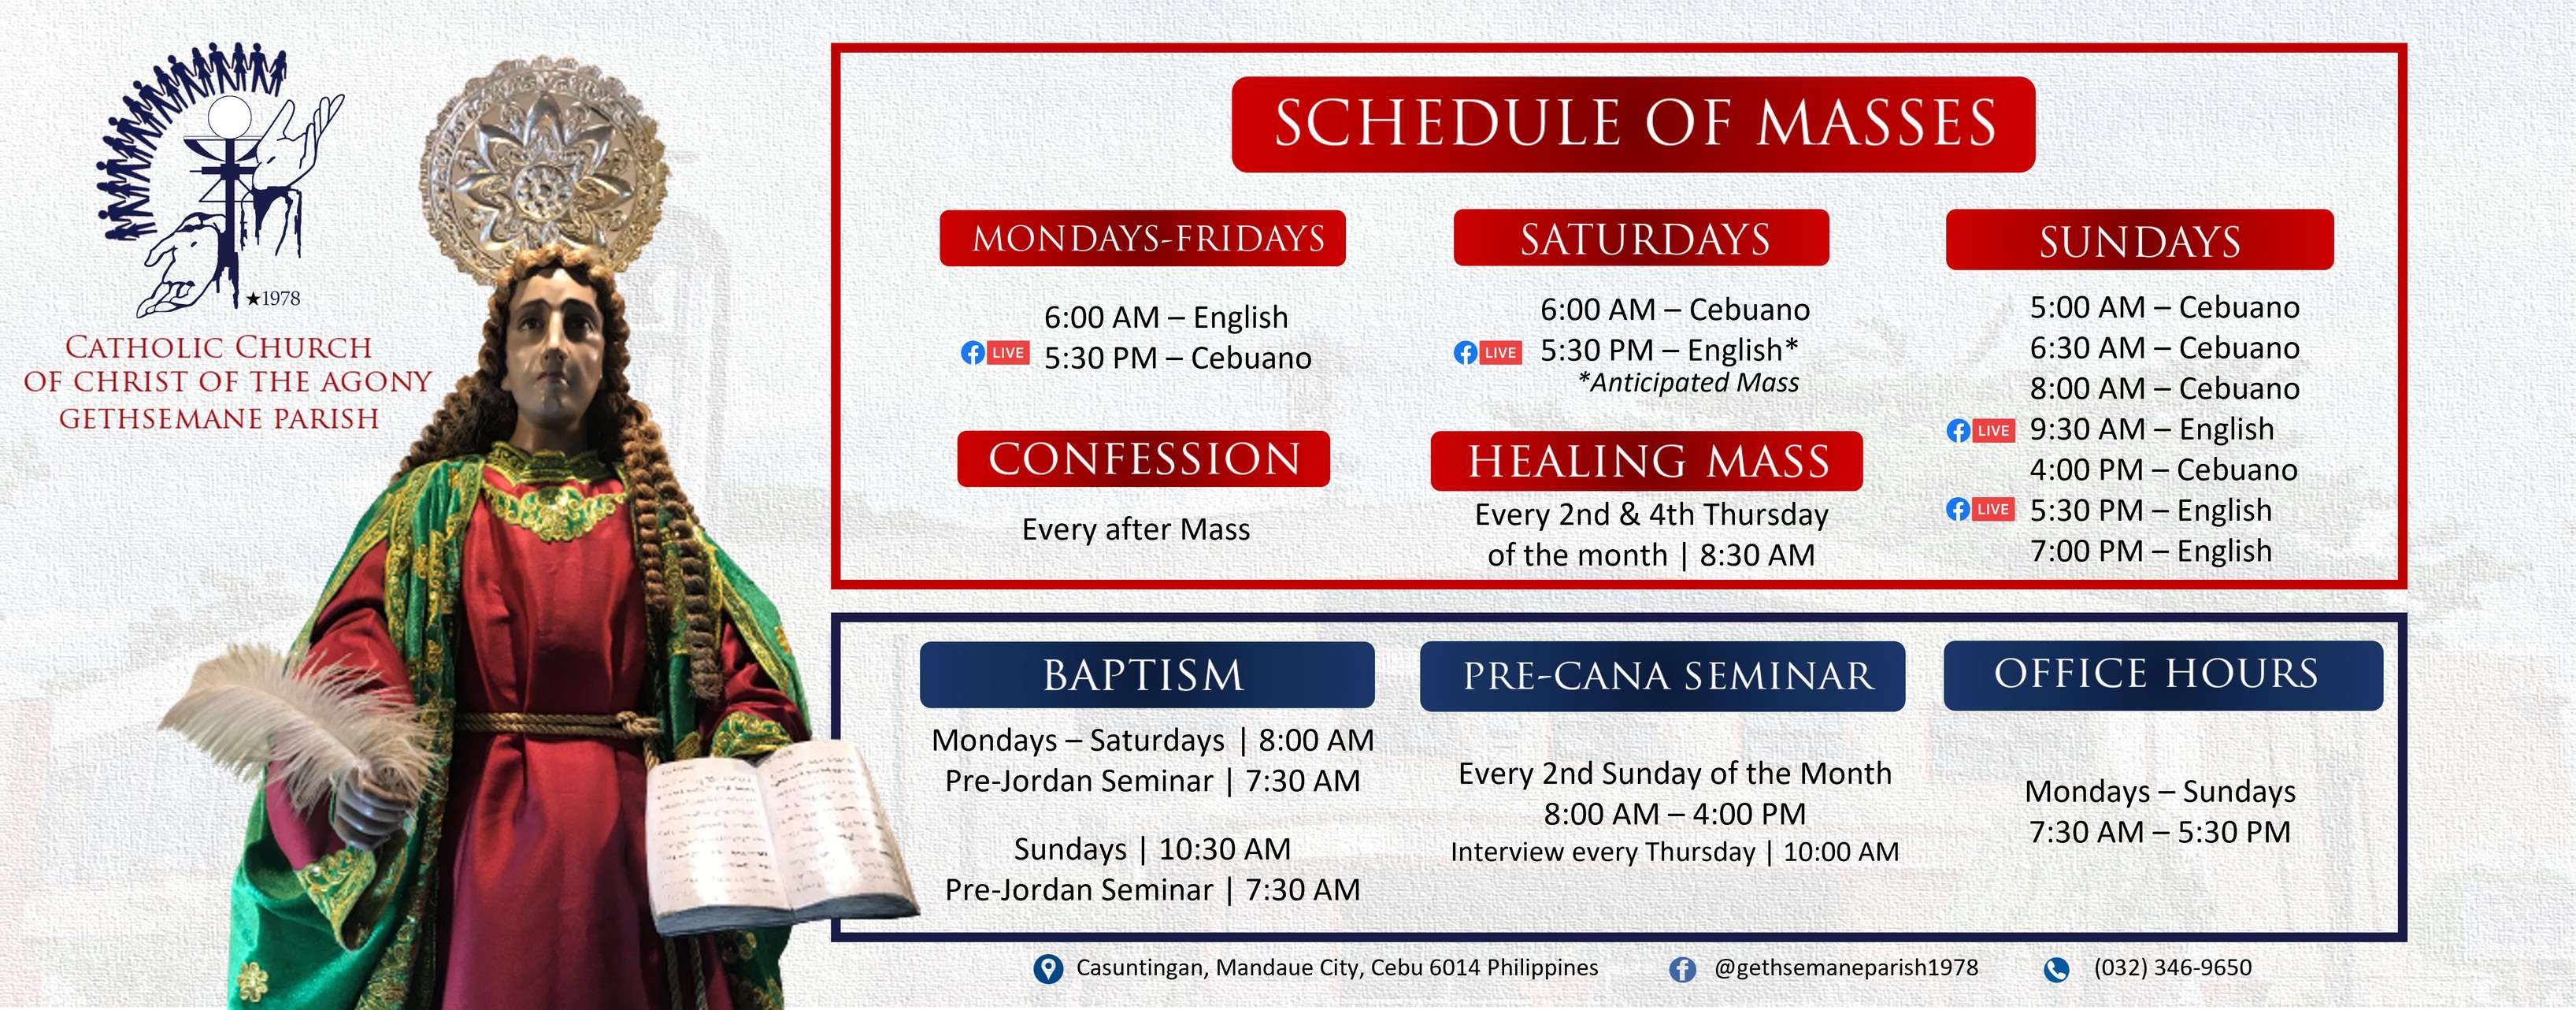 ★1978
CATHOLIC CHURCH
OF CHRIST OF THE AGONY
GETHSEMANE PARISH
SCHEDULE OF MASSES
MONDAYS-FRIDAYS
6:00 AM – English
LIVE 5:30 PM – Cebuano
SATURDAYS
6:00 AM – Cebuano
LIVE 5:30 PM – English*
*Anticipated Mass
SUNDAYS
5:00 AM – Cebuano
6:30 AM – Cebuano
8:00 AM – Cebuano
LIVE 9:30 AM – English
4:00 PM – Cebuano
LIVE 5:30 PM – English
7:00 PM – English
CONFESSION
Every after Mass
HEALING MASS
Every 2nd & 4th Thursday
of the month | 8:30 AM
BAPTISM
Mondays – Saturdays | 8:00 AM
Pre-Jordan Seminar | 7:30 AM
Sundays | 10:30 AM
Pre-Jordan Seminar | 7:30 AM
PRE-CANA SEMINAR
Every 2nd Sunday of the Month
8:00 AM – 4:00 PM
Interview every Thursday | 10:00 AM
OFFICE HOURS
Mondays – Sundays
7:30 AM – 5:30 PM
Casuntingan, Mandaue City, Cebu 6014 Philippines
@gethsemaneparish1978
(032) 346-9650